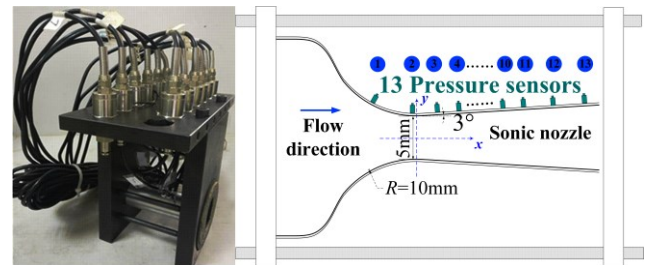 1 2 3 4 ...... 10 11 12 13
13 Pressure sensors
y
......
3°
Flow
direction
5mm
x
Sonic nozzle
R=10mm